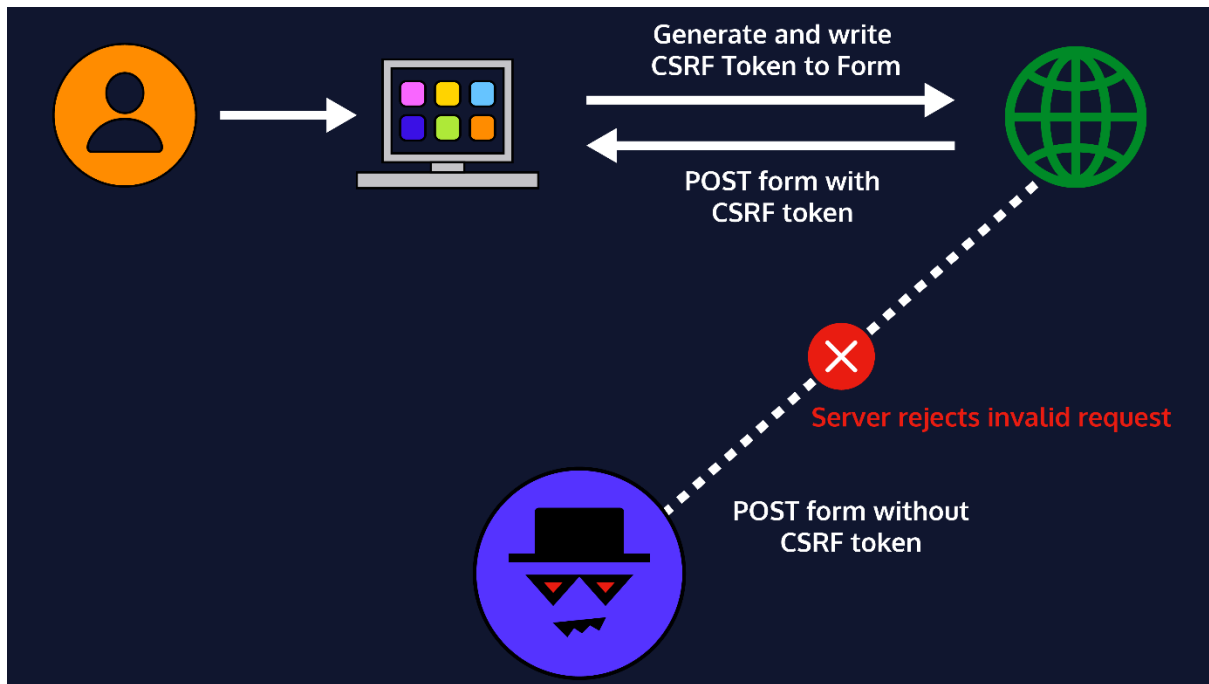 Generate and write
CSRF Token to Form
POST form with
CSRF token
Server rejects invalid request
POST form without
CSRF token